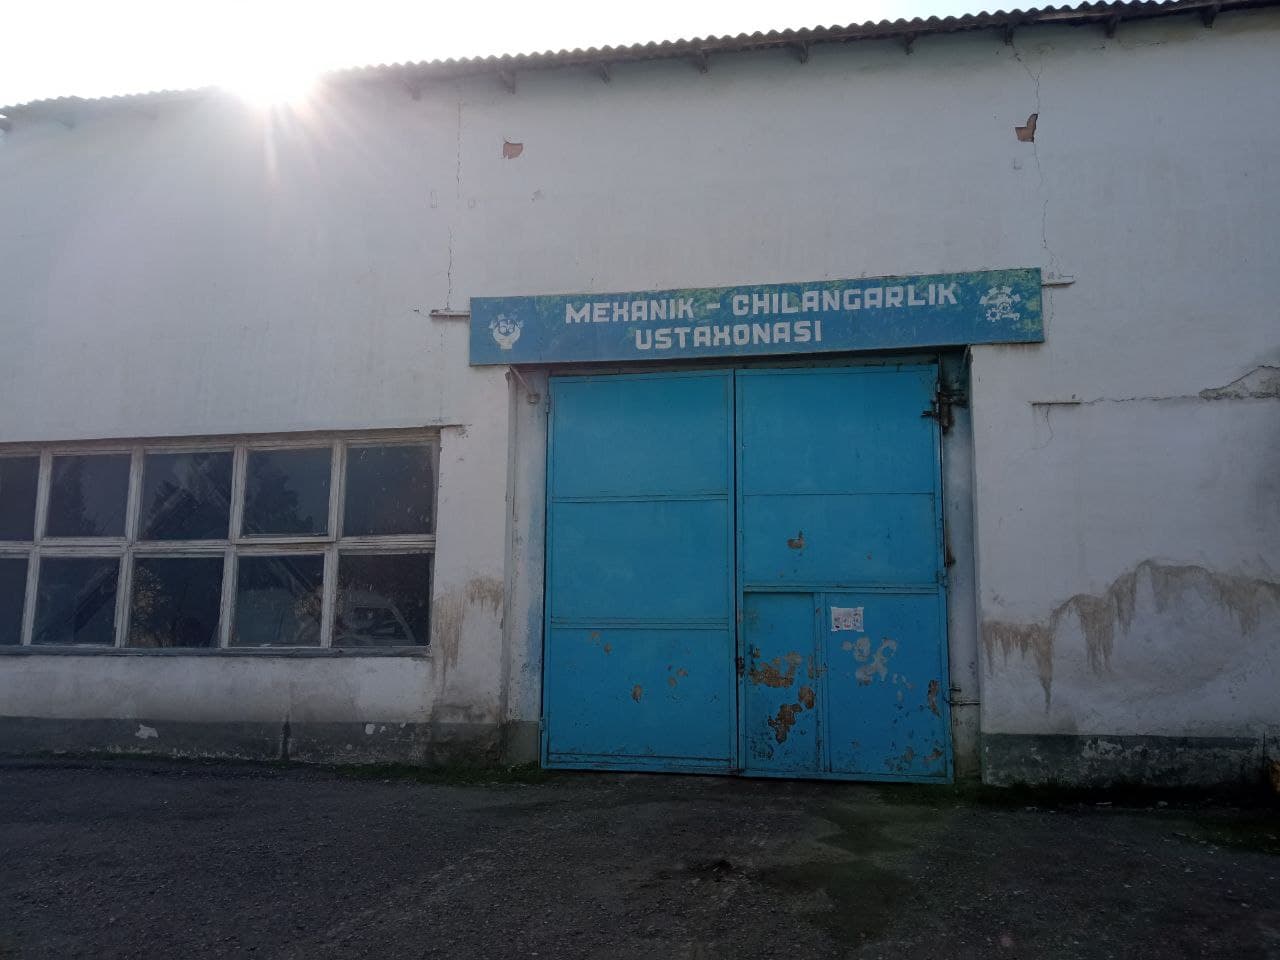 MEXANIK - CHILANGARLIK
USTAXONASI